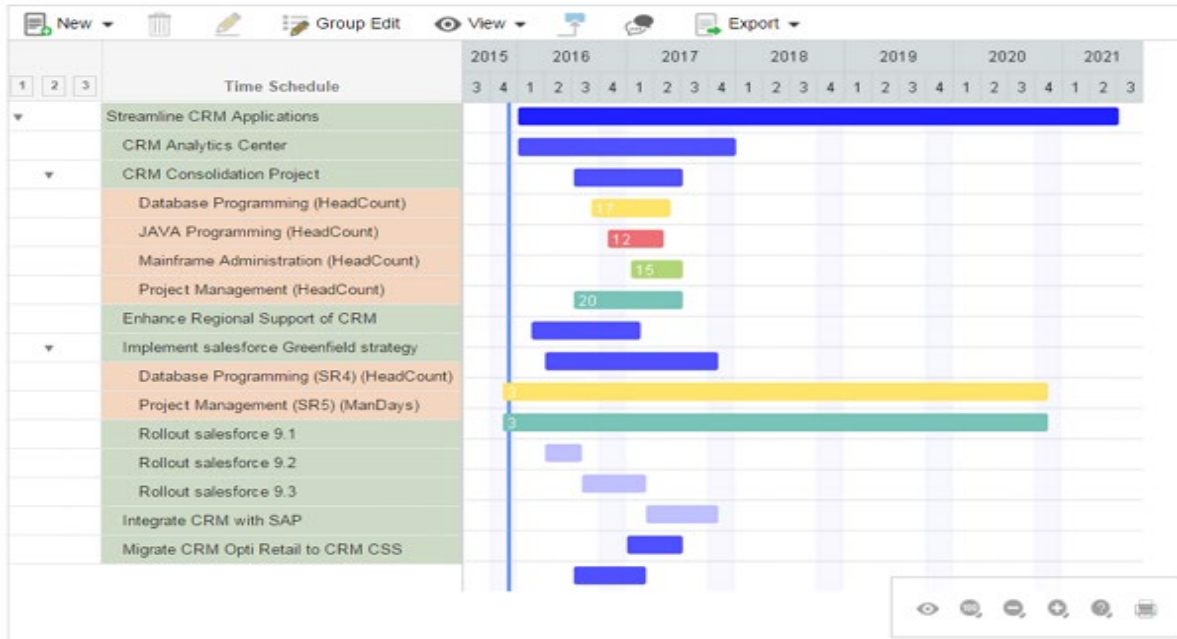 New Group Edit View Export
2015 2016 2017 2018 2019 2020 2021
1 2 3 Time Schedule 3 4 1 2 3 4 1 2 3 4 1 2 3 4 1 2 3 4 1 2 3 4 1 2 3
Streamline CRM Applications
CRM Analytics Center
CRM Consolidation Project
Database Programming (HeadCount) 17
JAVA Programming (HeadCount) 12
Mainframe Administration (HeadCount) 15
Project Management (HeadCount) 20
Enhance Regional Support of CRM
Implement salesforce Greenfield strategy
Database Programming (SR4) (HeadCount) 3
Project Management (SR5) (ManDays) 3
Rollout salesforce 9.1
Rollout salesforce 9.2
Rollout salesforce 9.3
Integrate CRM with SAP
Migrate CRM Opti Retail to CRM CSS
100